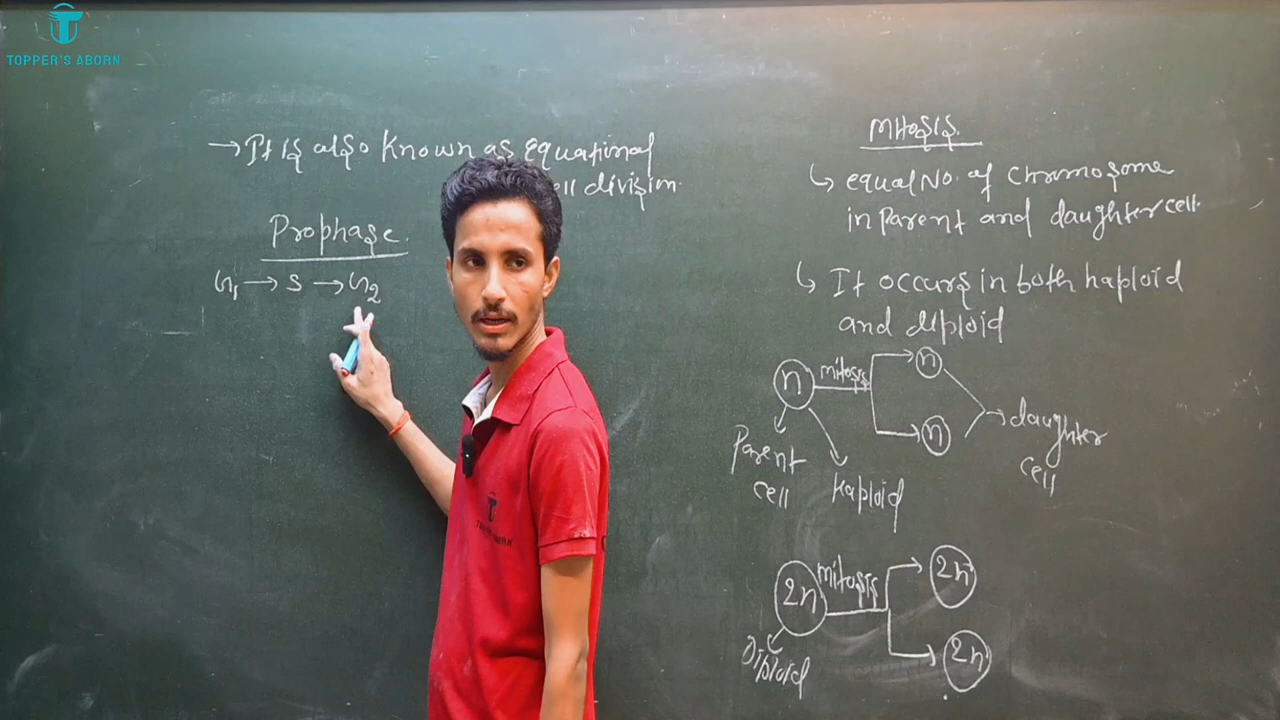 TOPPER'S ABORN
→ It is also Known as equational
cell division.
Prophase.
G1 → S → G2
Mitosis.
↳ equal No. of Chromosome
in Parent and daughter cell.
↳ It occurs in both haploid
and diploid
n mitosis n
n
daughter
cell
Parent
cell
Haploid
2n mitosis 2n
2n
Diploid